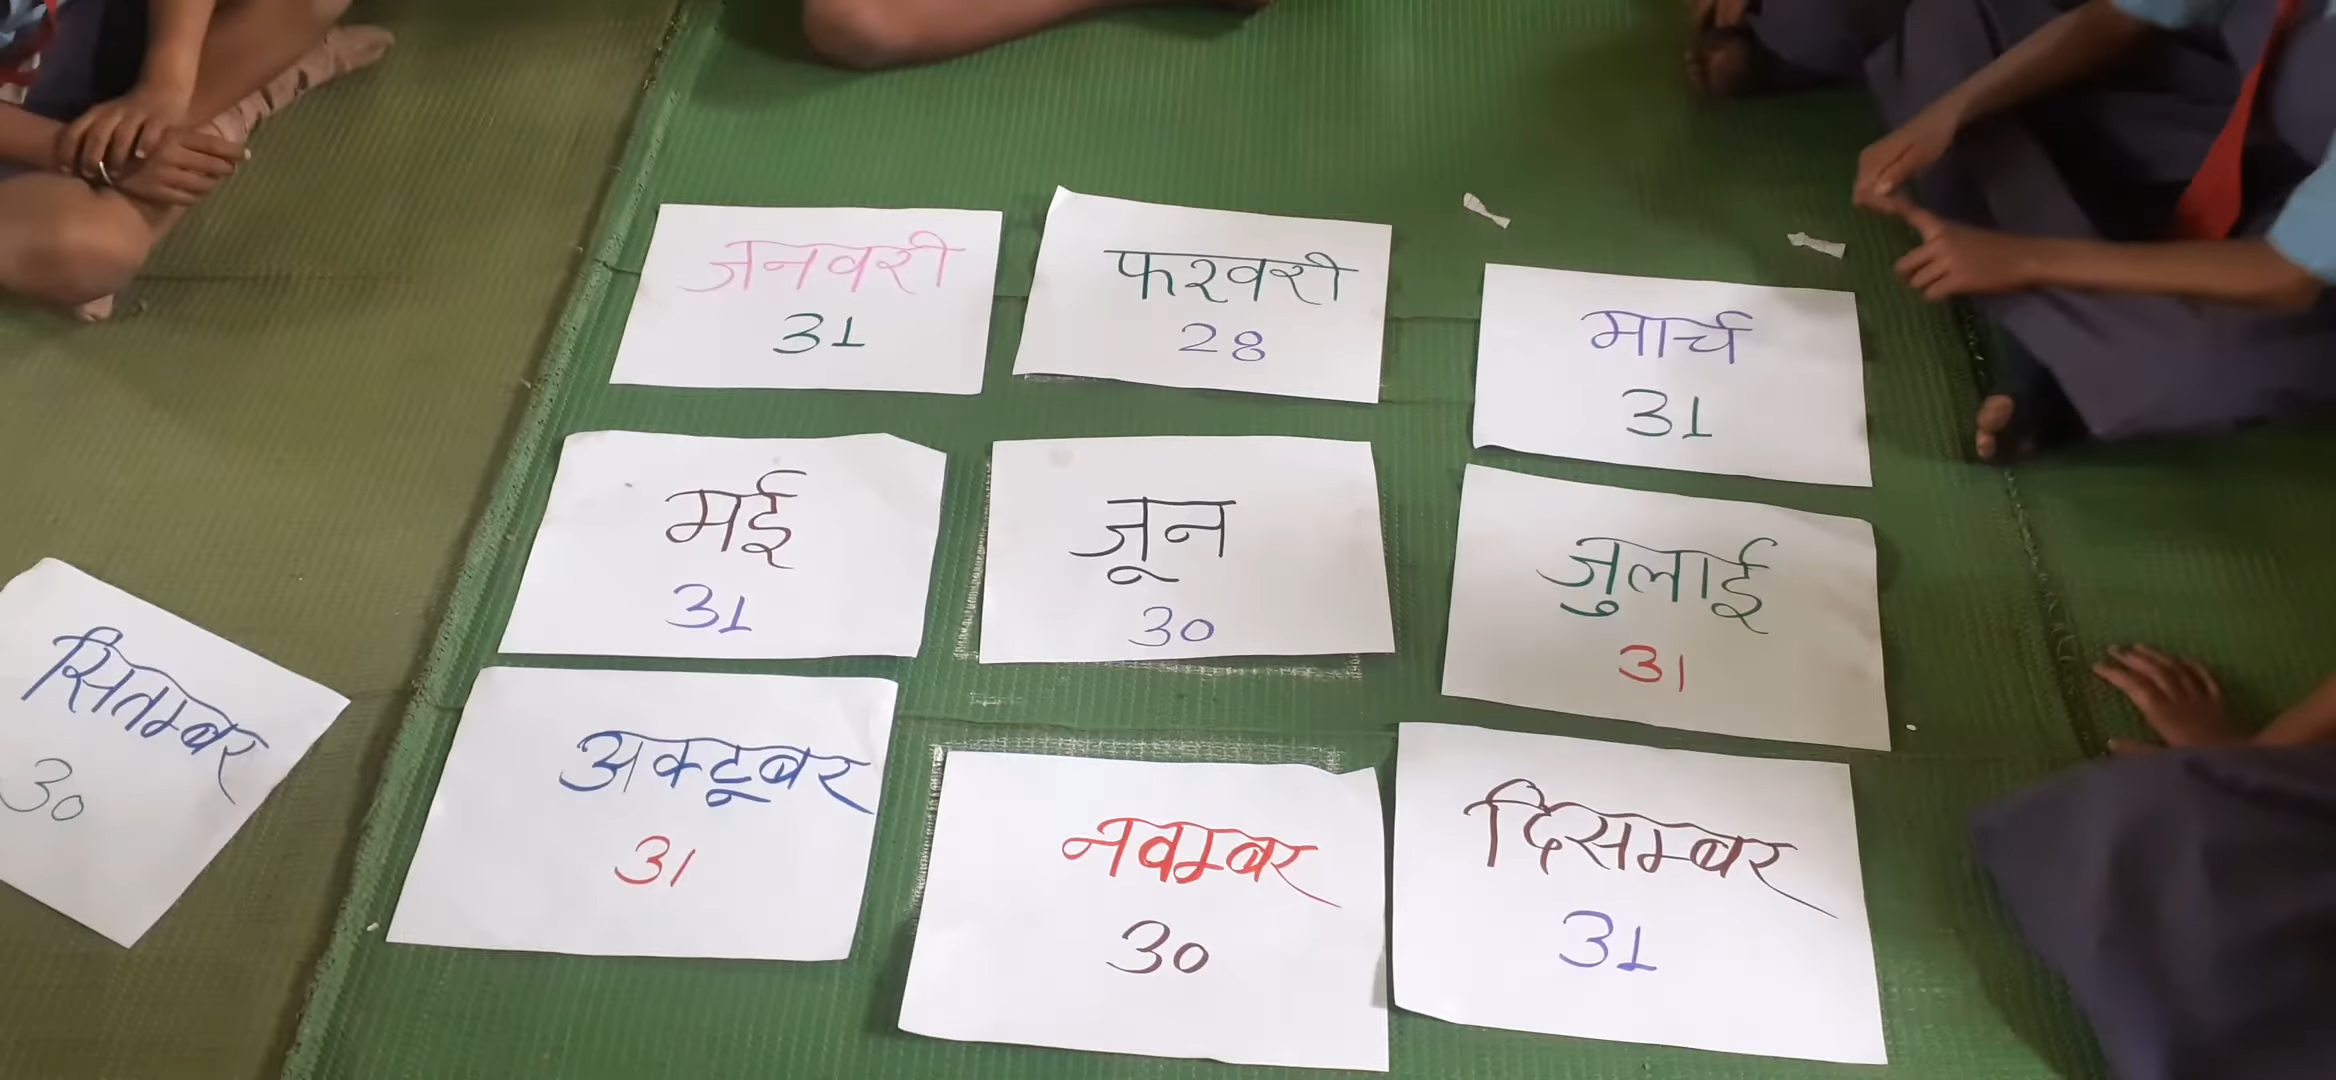 जनवरी
31
फरवरी
28
मार्च
31
मई
31
जून
30
जुलाई
31
सितम्बर
30
अक्टूबर
31
नवम्बर
30
दिसम्बर
31